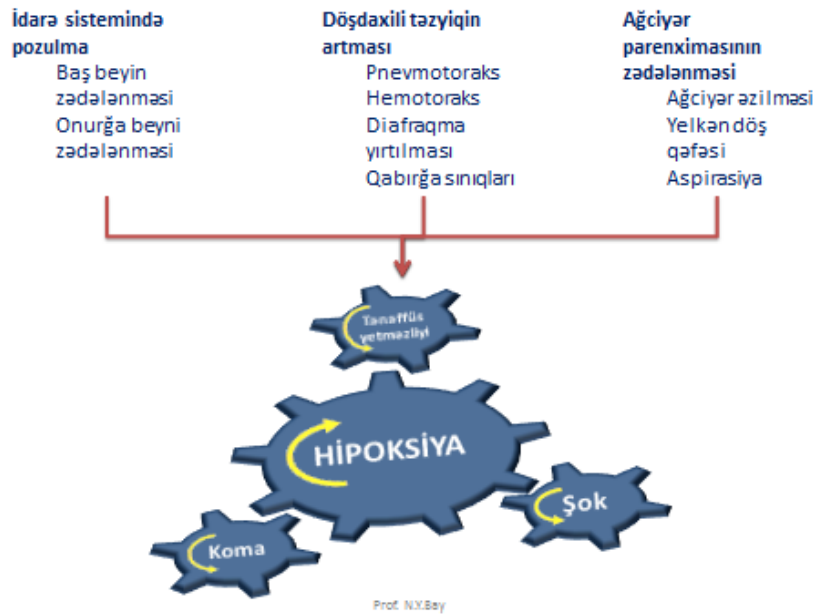 İdarə sistemində
pozulma
Baş beyin
zədələnməsi
Onurğa beyni
zədələnməsi
Döşdaxili təzyiqin
artması
Pnevmotoraks
Hemotoraks
Diafraqma
yırtılması
Qabırğa sınıqları
Ağciyər
parenximasının
zədələnməsi
Ağciyər əzilməsi
Yelkən döş
qəfəsi
Aspirasiya
Tənəffüs
yetməzliyi
HİPOKSİYA
Şok
Koma
Prof. N.Y.Bay